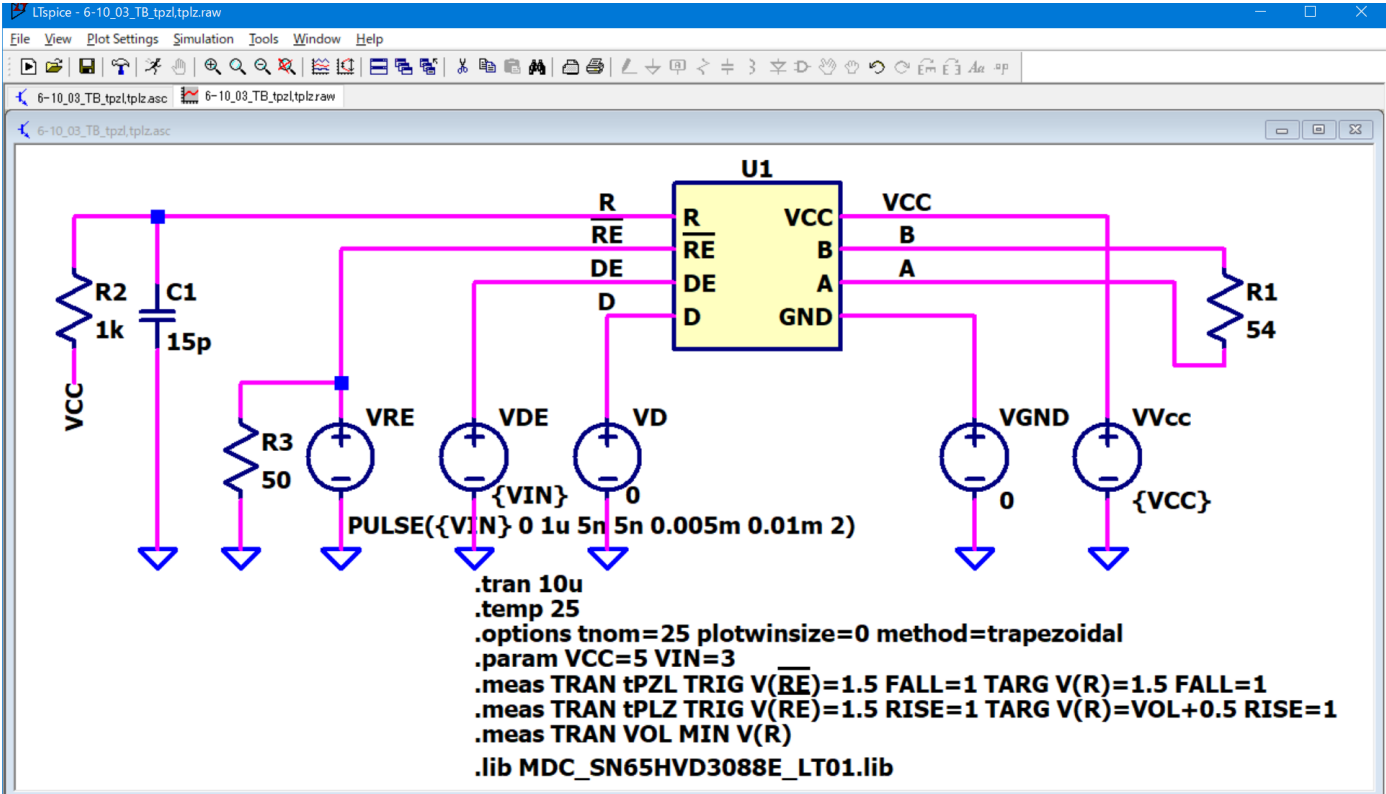 LTspice - 6-10_03_TB_tpzl,tplz.raw
File View Plot Settings Simulation Tools Window Help
6-10_03_TB_tpzl,tplz.asc 6-10_03_TB_tpzl,tplz.raw
6-10_03_TB_tpzl,tplz.asc
U1
R R VCC VCC
RE RE B B
DE DE A A
D D GND
R2
1k
C1
15p
R1
54
VCC
R3
50
VRE
VDE
{VIN}
VD
0
VGND
0
VVcc
{VCC}
PULSE({VIN} 0 1u 5n 5n 0.005m 0.01m 2)
.tran 10u
.temp 25
.options tnom=25 plotwinsize=0 method=trapezoidal
.param VCC=5 VIN=3
.meas TRAN tPZL TRIG V(RE)=1.5 FALL=1 TARG V(R)=1.5 FALL=1
.meas TRAN tPLZ TRIG V(RE)=1.5 RISE=1 TARG V(R)=VOL+0.5 RISE=1
.meas TRAN VOL MIN V(R)
.lib MDC_SN65HVD3088E_LT01.lib